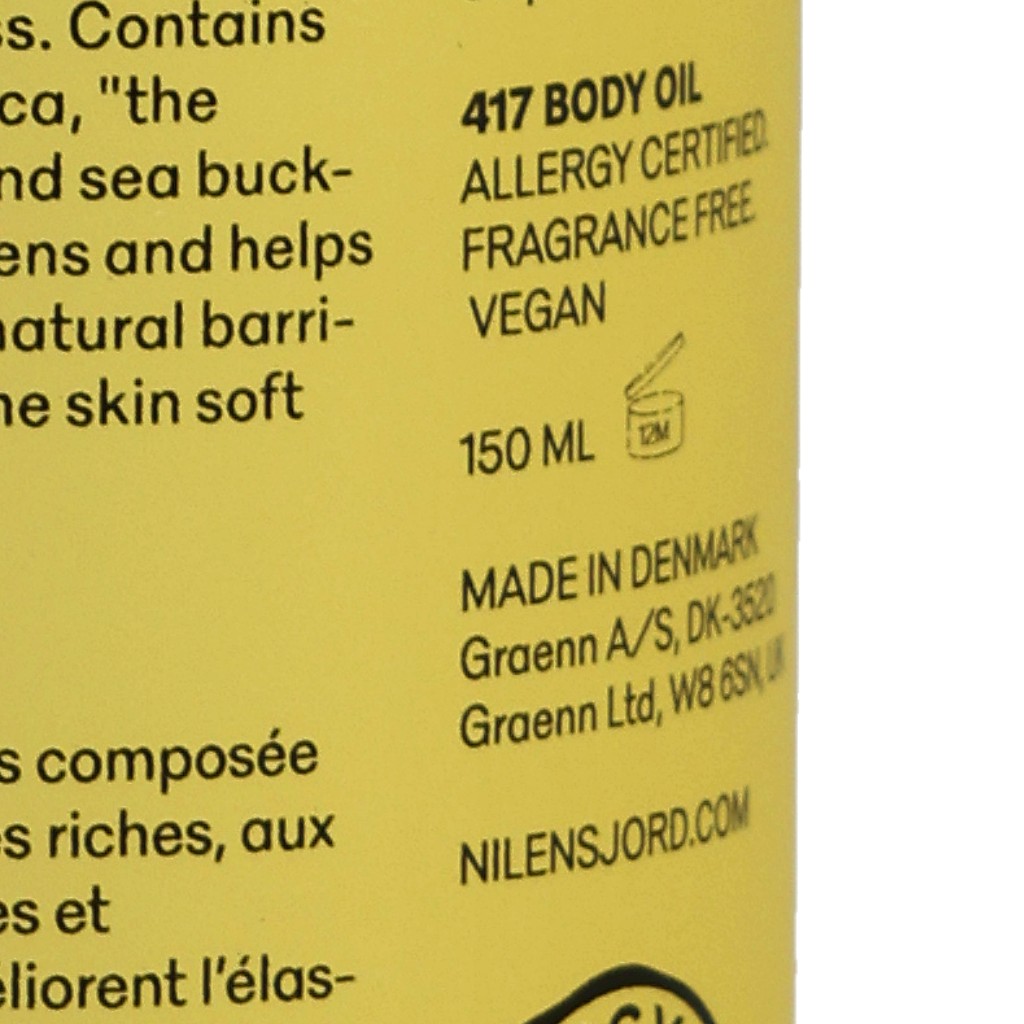 ss. Contains
ca, "the
nd sea buck-
ens and helps
natural barri-
ne skin soft
s composée
es riches, aux
es et
éliorent l'élas-
417 BODY OIL
ALLERGY CERTIFIED.
FRAGRANCE FREE.
VEGAN
150 ML
12M
MADE IN DENMARK
Graenn A/S, DK-3520
Graenn Ltd, W8 6SN, UK
NILENSJORD.COM